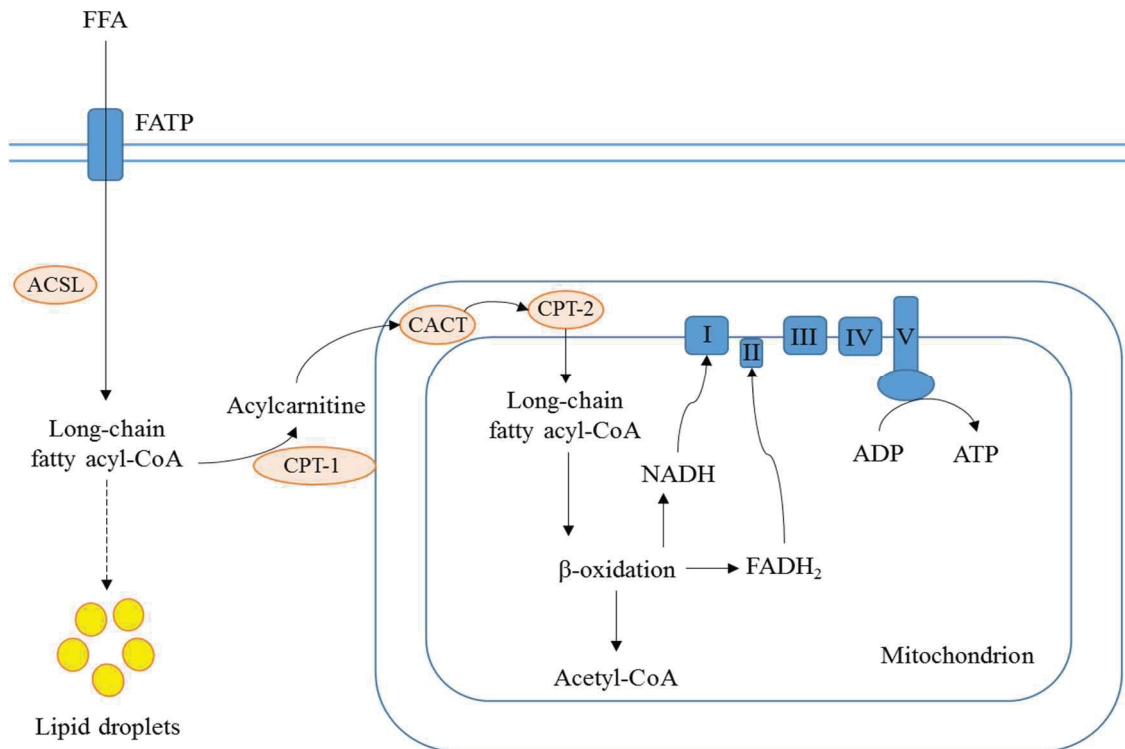 FFA
FATP
ACSL
Long-chain
fatty acyl-CoA
Acylcarnitine
CPT-1
CACT
CPT-2
Long-chain
fatty acyl-CoA
I
II
III
IV
V
NADH
ADP
ATP
β-oxidation
FADH₂
Acetyl-CoA
Mitochondrion
Lipid droplets